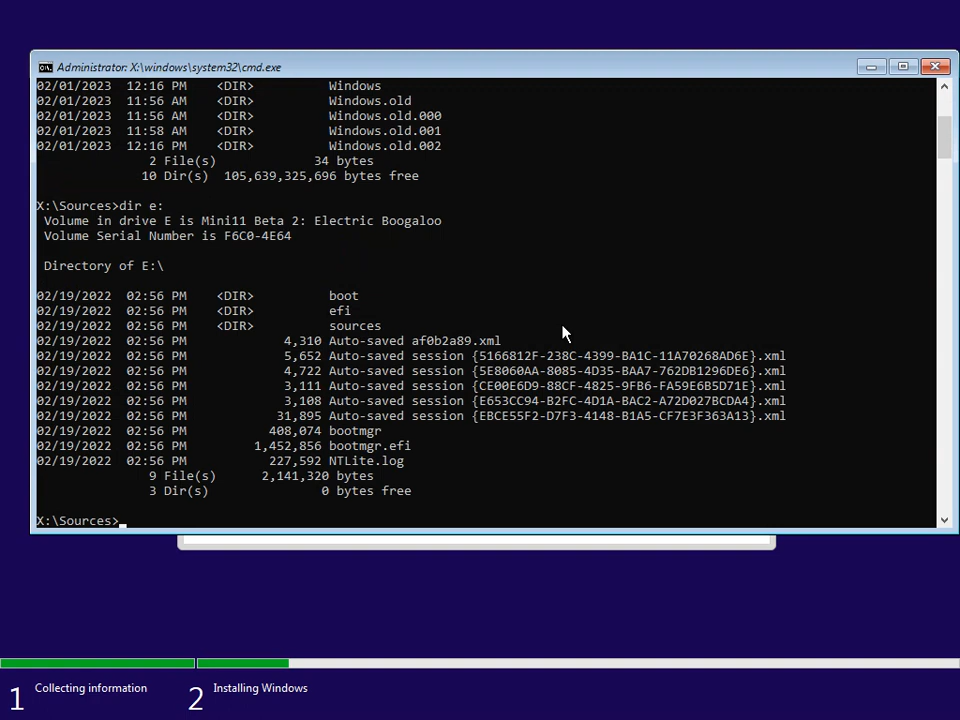 Administrator: X:\windows\system32\cmd.exe
02/01/2023  12:16 PM    <DIR>          Windows
02/01/2023  11:56 AM    <DIR>          Windows.old
02/01/2023  11:56 AM    <DIR>          Windows.old.000
02/01/2023  11:58 AM    <DIR>          Windows.old.001
02/01/2023  12:16 PM    <DIR>          Windows.old.002
               2 File(s)             34 bytes
              10 Dir(s)  105,639,325,696 bytes free
X:\Sources>dir e:
 Volume in drive E is Mini11 Beta 2: Electric Boogaloo
 Volume Serial Number is F6C0-4E64
 Directory of E:\
02/19/2022  02:56 PM    <DIR>          boot
02/19/2022  02:56 PM    <DIR>          efi
02/19/2022  02:56 PM    <DIR>          sources
02/19/2022  02:56 PM             4,310 Auto-saved af0b2a89.xml
02/19/2022  02:56 PM             5,652 Auto-saved session {5166812F-238C-4399-BA1C-11A70268AD6E}.xml
02/19/2022  02:56 PM             4,722 Auto-saved session {5E8060AA-8085-4D35-BAA7-762DB1296DE6}.xml
02/19/2022  02:56 PM             3,111 Auto-saved session {CE00E6D9-88CF-4825-9FB6-FA59E6B5D71E}.xml
02/19/2022  02:56 PM             3,108 Auto-saved session {E653CC94-B2FC-4D1A-BAC2-A72D027BCDA4}.xml
02/19/2022  02:56 PM            31,895 Auto-saved session {EBCE55F2-D7F3-4148-B1A5-CF7E3F363A13}.xml
02/19/2022  02:56 PM           408,074 bootmgr
02/19/2022  02:56 PM         1,452,856 bootmgr.efi
02/19/2022  02:56 PM           227,592 NTLite.log
               9 File(s)      2,141,320 bytes
               3 Dir(s)               0 bytes free
X:\Sources>_
1 Collecting information
2 Installing Windows